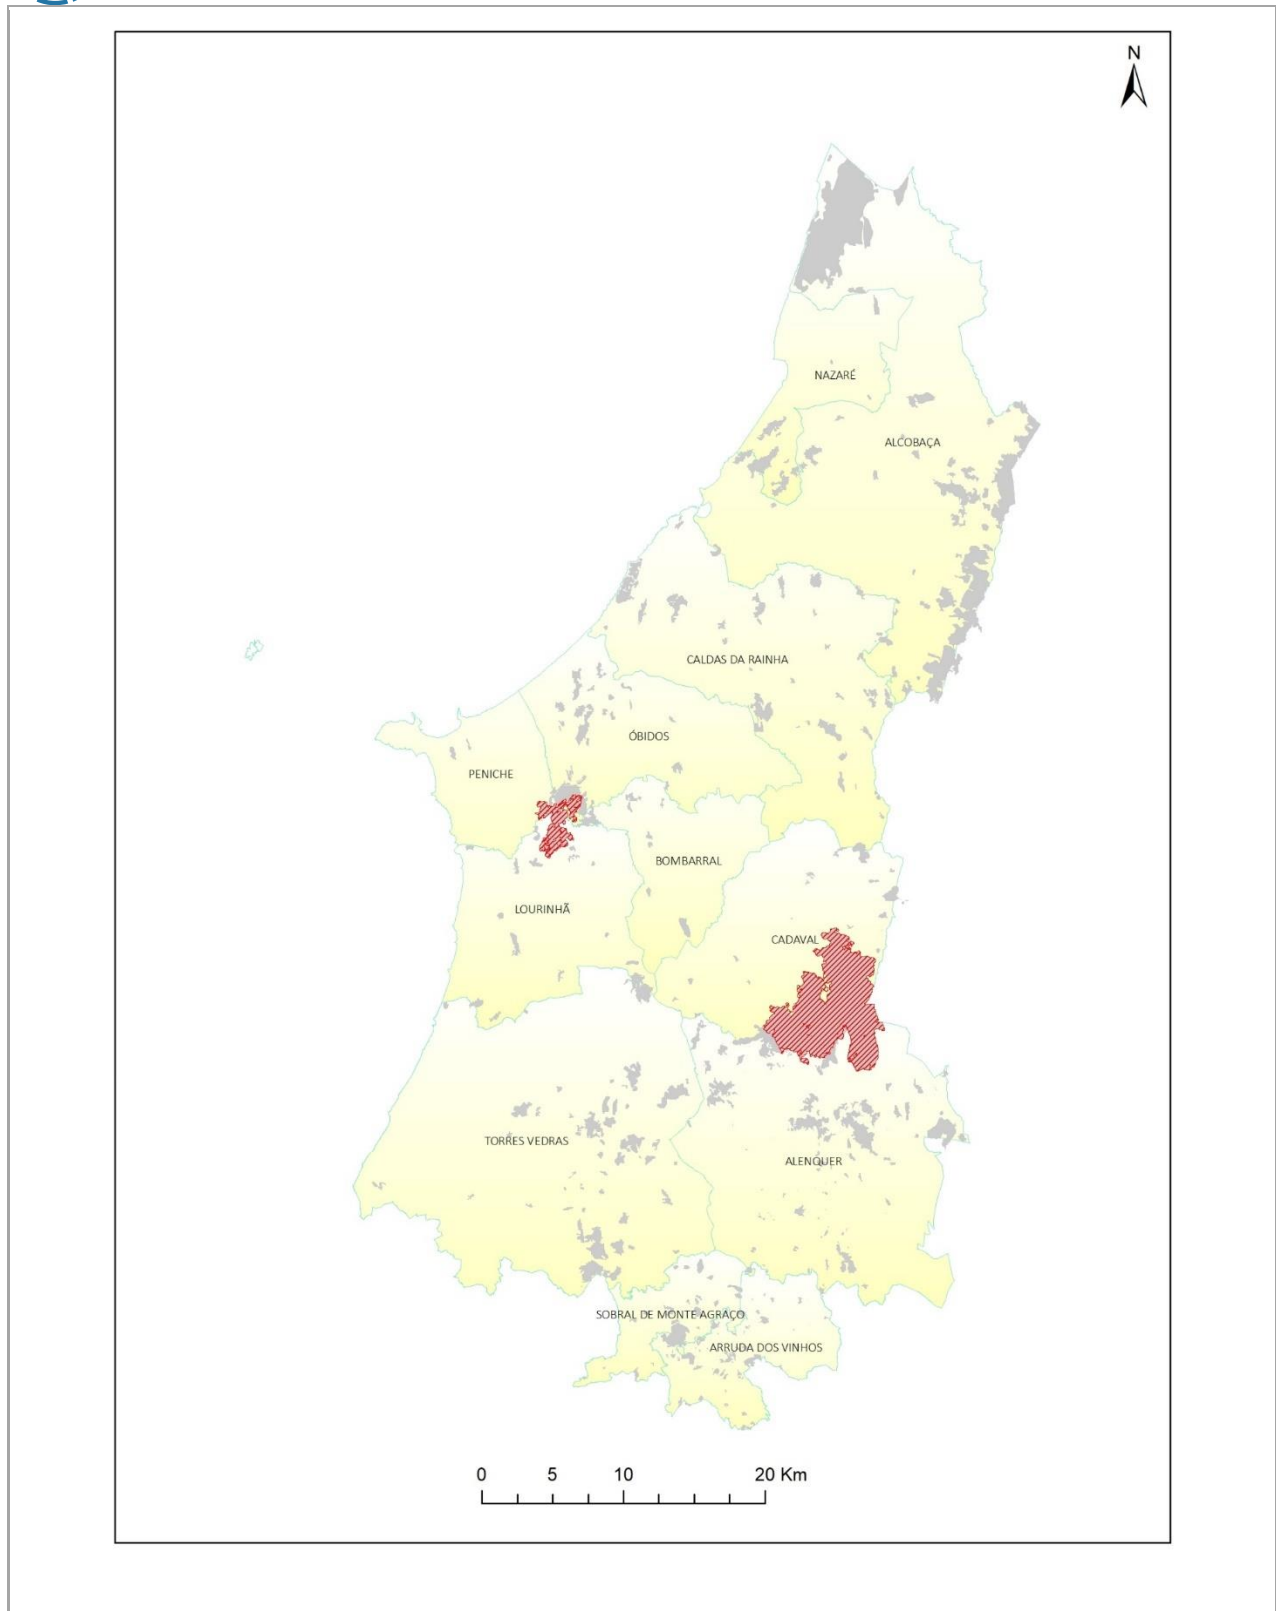 N
NAZARÉ
ALCOBAÇA
CALDAS DA RAINHA
ÓBIDOS
PENICHE
BOMBARRAL
LOURINHÃ
CADAVAL
TORRES VEDRAS
ALENQUER
SOBRAL DE MONTE AGRAÇO
ARRUDA DOS VINHOS
0 5 10 20 Km